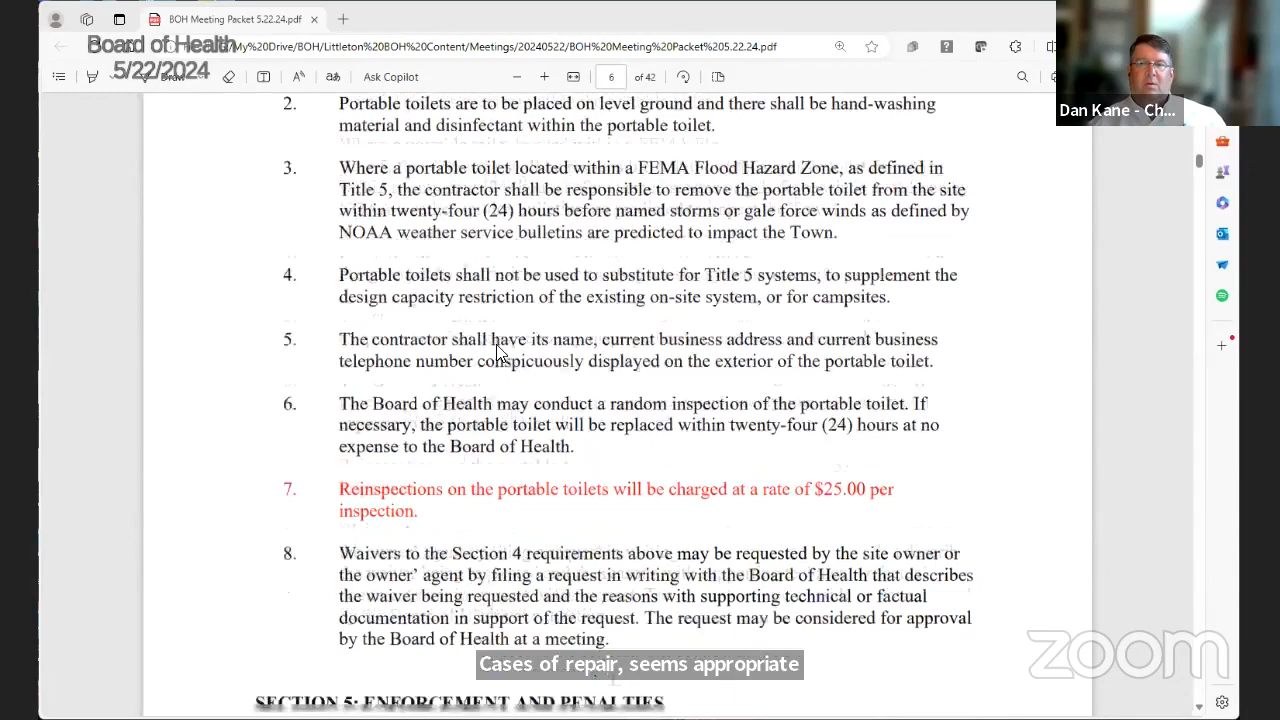 BOH Meeting Packet 5.22.24.pdf
Board of Health
5/22/2024
/My%20Drive/BOH/Littleton%20BOH%20Content/Meetings/20240522/BOH%20Meeting%20Packet%205.22.24.pdf
Draw
Ask Copilot
6 of 42
Dan Kane - Ch...
2. Portable toilets are to be placed on level ground and there shall be hand-washing
material and disinfectant within the portable toilet.
3. Where a portable toilet located within a FEMA Flood Hazard Zone, as defined in
Title 5, the contractor shall be responsible to remove the portable toilet from the site
within twenty-four (24) hours before named storms or gale force winds as defined by
NOAA weather service bulletins are predicted to impact the Town.
4. Portable toilets shall not be used to substitute for Title 5 systems, to supplement the
design capacity restriction of the existing on-site system, or for campsites.
5. The contractor shall have its name, current business address and current business
telephone number conspicuously displayed on the exterior of the portable toilet.
6. The Board of Health may conduct a random inspection of the portable toilet. If
necessary, the portable toilet will be replaced within twenty-four (24) hours at no
expense to the Board of Health.
7. Reinspections on the portable toilets will be charged at a rate of $25.00 per
inspection.
8. Waivers to the Section 4 requirements above may be requested by the site owner or
the owner' agent by filing a request in writing with the Board of Health that describes
the waiver being requested and the reasons with supporting technical or factual
documentation in support of the request. The request may be considered for approval
by the Board of Health at a meeting.
Cases of repair, seems appropriate
zoom
SECTION 5: ENFORCEMENT AND PENALTIES